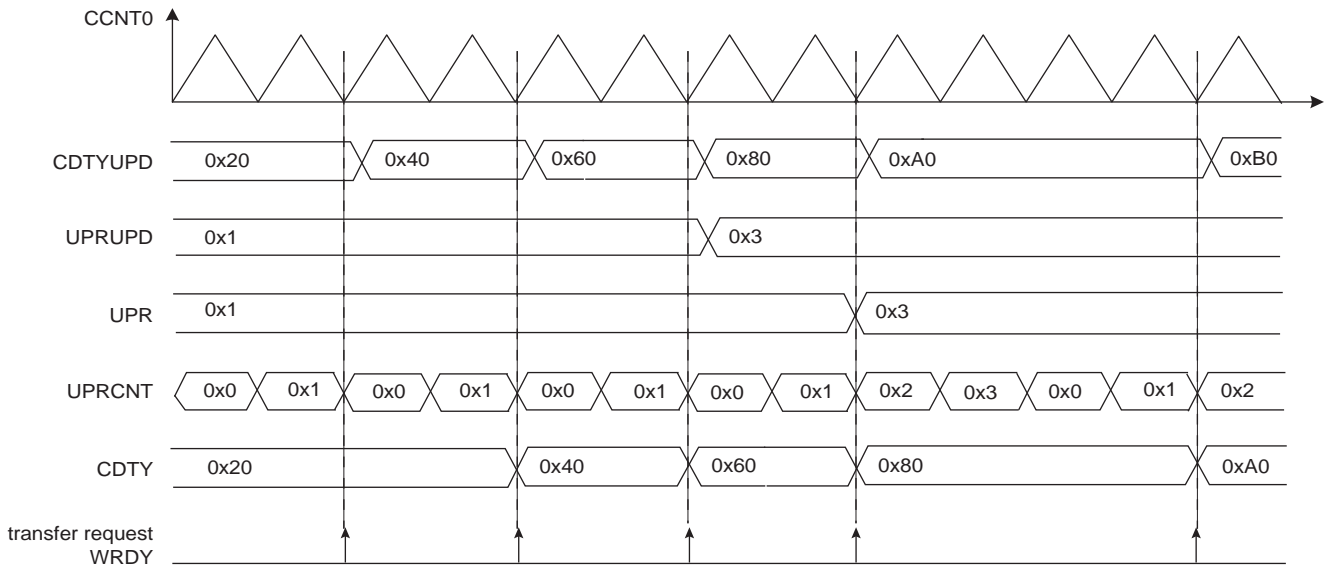 CCNT0
CDTYUPD 0x20 0x40 0x60 0x80 0xA0 0xB0
UPRUPD 0x1 0x3
UPR 0x1 0x3
UPRCNT 0x0 0x1 0x0 0x1 0x0 0x1 0x0 0x1 0x2 0x3 0x0 0x1 0x2
CDTY 0x20 0x40 0x60 0x80 0xA0
transfer request
WRDY